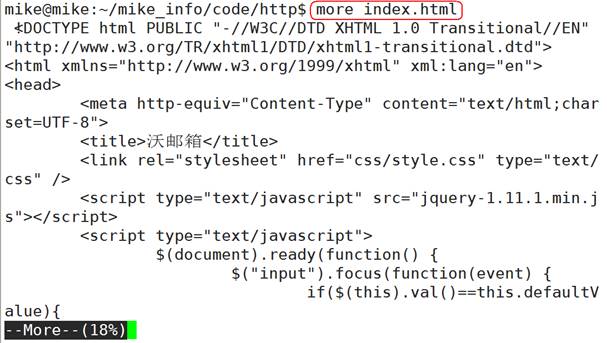 mike@mike:~/mike_info/code/http$ more index.html
<!DOCTYPE html PUBLIC "-//W3C//DTD XHTML 1.0 Transitional//EN"
"http://www.w3.org/TR/xhtml1/DTD/xhtml1-transitional.dtd">
<html xmlns="http://www.w3.org/1999/xhtml" xml:lang="en">
<head>
        <meta http-equiv="Content-Type" content="text/html;char
set=UTF-8">
        <title>沃邮箱</title>
        <link rel="stylesheet" href="css/style.css" type="text/
css" />
        <script type="text/javascript" src="jquery-1.11.1.min.j
s"></script>
        <script type="text/javascript">
                $(document).ready(function() {
                        $("input").focus(function(event) {
                                if($(this).val()==this.defaultV
alue){
--More--(18%)